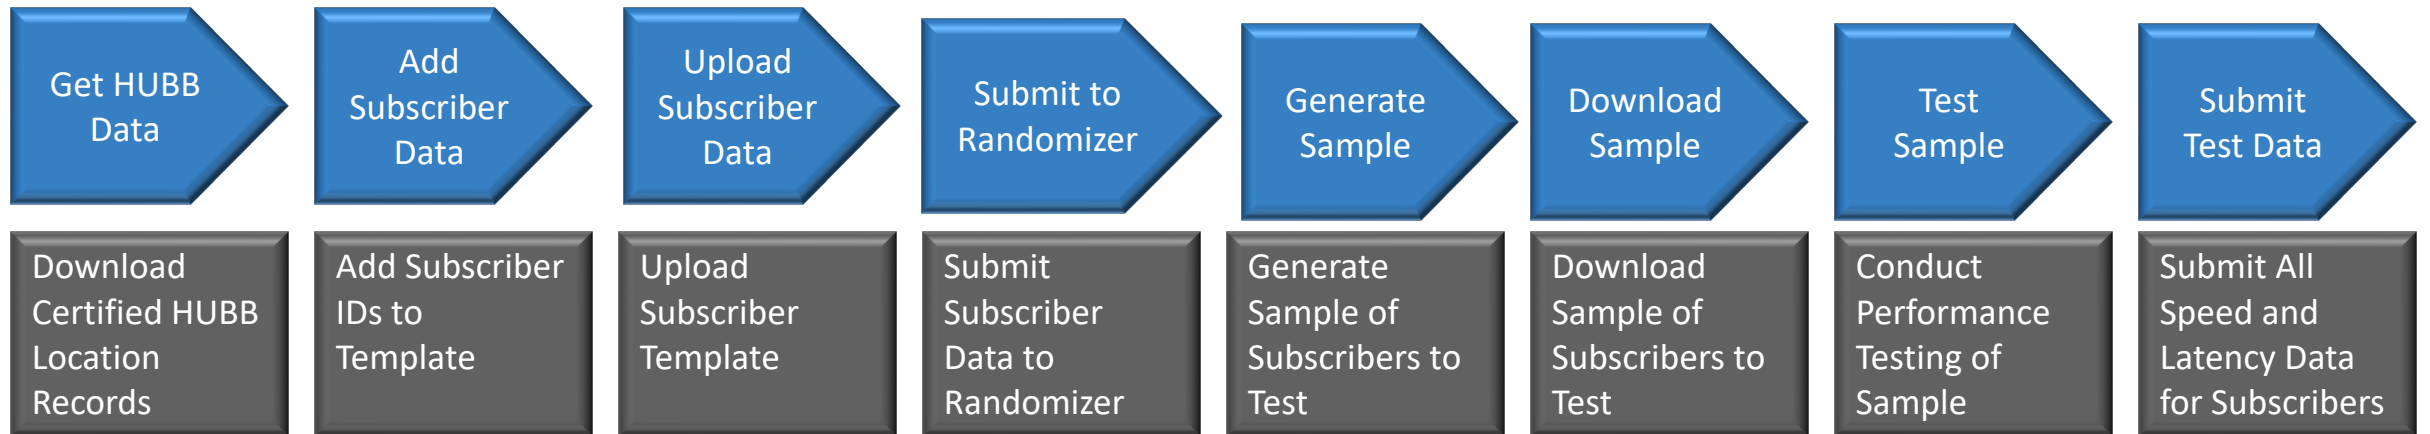 Get HUBB
Data
Add
Subscriber
Data
Upload
Subscriber
Data
Submit to
Randomizer
Generate
Sample
Download
Sample
Test
Sample
Submit
Test Data
Download
Certified HUBB
Location
Records
Add Subscriber
IDs to
Template
Upload
Subscriber
Template
Submit
Subscriber
Data to
Randomizer
Generate
Sample of
Subscribers to
Test
Download
Sample of
Subscribers to
Test
Conduct
Performance
Testing of
Sample
Submit All
Speed and
Latency Data
for Subscribers